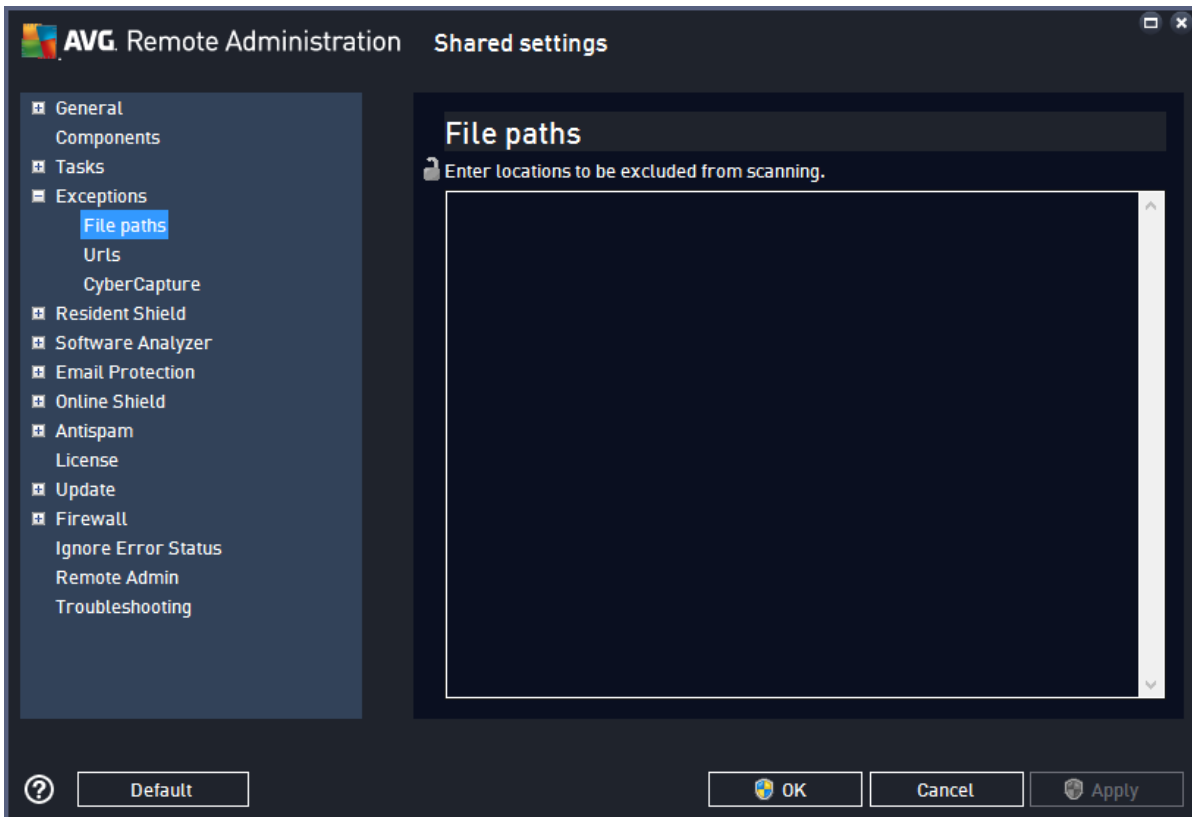 AVG. Remote Administration
Shared settings
General
Components
Tasks
Exceptions
File paths
Urls
CyberCapture
Resident Shield
Software Analyzer
Email Protection
Online Shield
Antispam
License
Update
Firewall
Ignore Error Status
Remote Admin
Troubleshooting
File paths
Enter locations to be excluded from scanning.
? Default
OK
Cancel
Apply